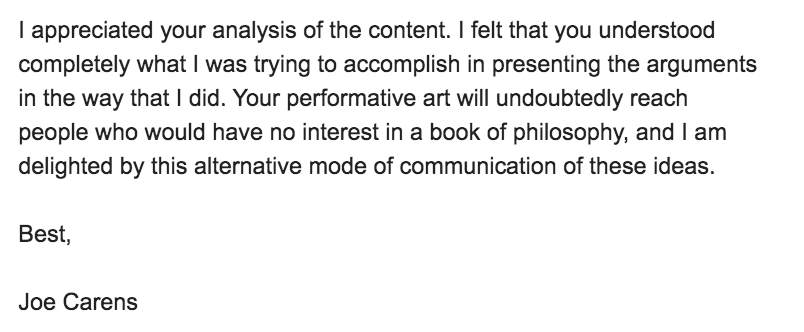 I appreciated your analysis of the content. I felt that you understood
completely what I was trying to accomplish in presenting the arguments
in the way that I did. Your performative art will undoubtedly reach
people who would have no interest in a book of philosophy, and I am
delighted by this alternative mode of communication of these ideas.
Best,
Joe Carens